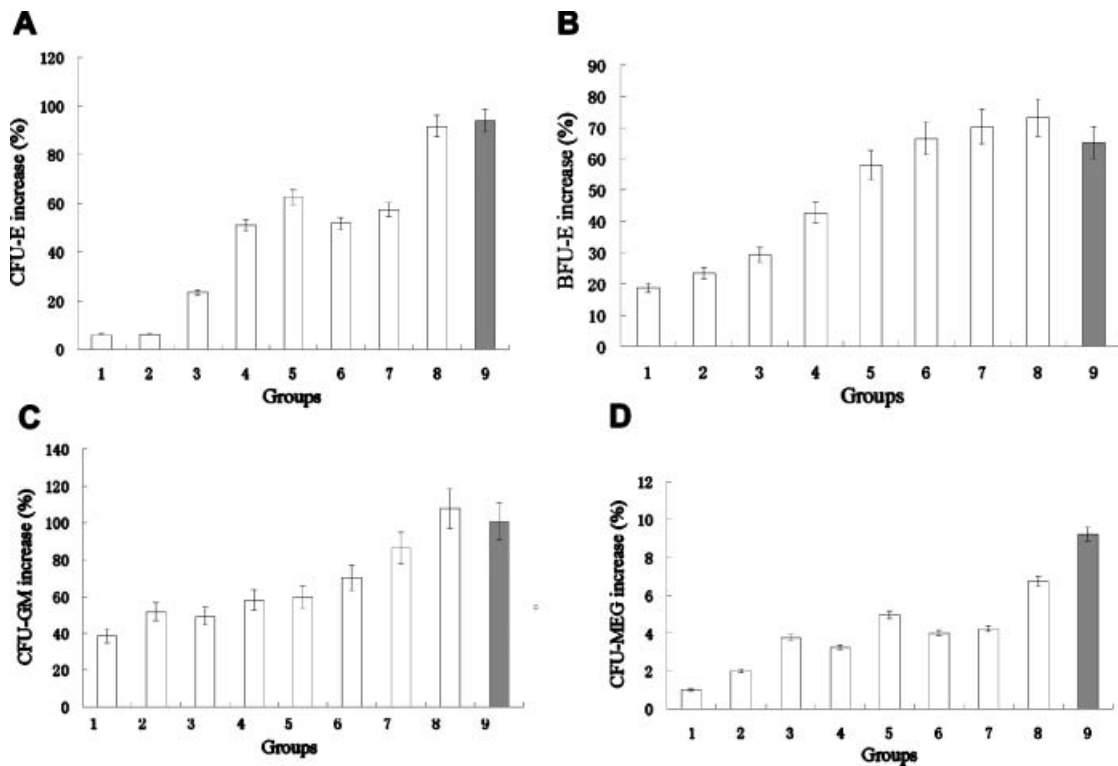 A
CFU-E increase (%)
120
100
80
60
40
20
0
1 2 3 4 5 6 7 8 9
Groups
B
BFU-E increase (%)
90
80
70
60
50
40
30
20
10
0
1 2 3 4 5 6 7 8 9
Groups
C
CFU-GM increase (%)
140
120
100
80
60
40
20
0
1 2 3 4 5 6 7 8 9
Groups
D
CFU-MEG increase (%)
12
10
8
6
4
2
0
1 2 3 4 5 6 7 8 9
Groups